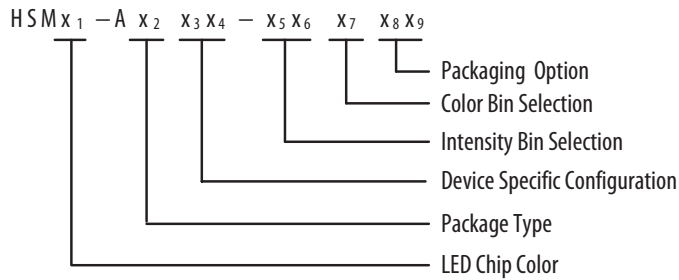 HSMx1 – A x2 x3x4 – x5x6 x7 x8x9
Packaging Option
Color Bin Selection
Intensity Bin Selection
Device Specific Configuration
Package Type
LED Chip Color